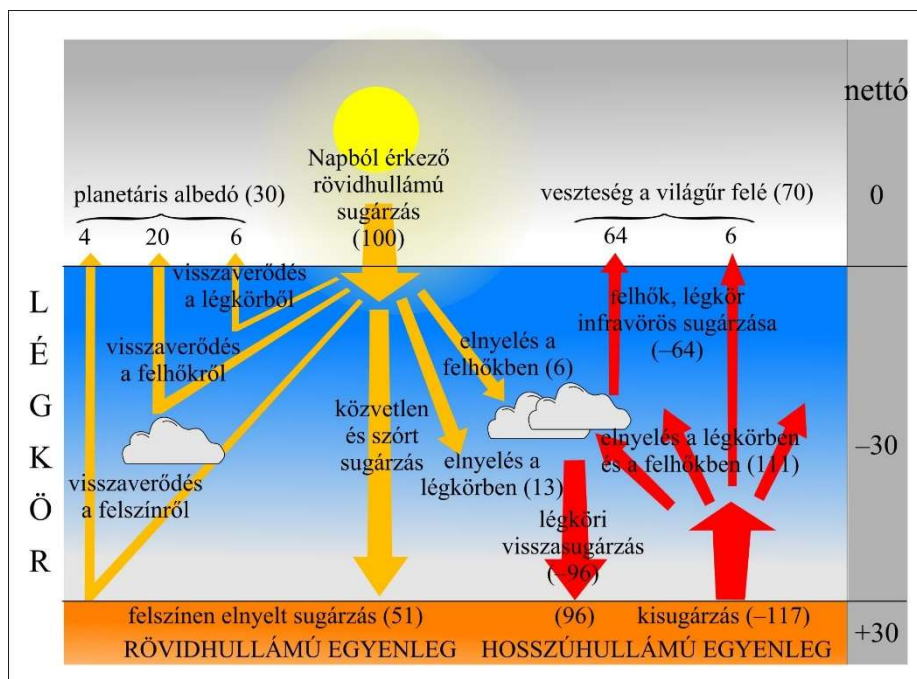 nettó
Napból érkező
rövidhullámú
sugárzás
(100)
planetáris albedó (30)
4 20 6
veszteség a világűr felé (70)
64 6
0
LÉGKÖR
visszaverődés
a légkörből
visszaverődés
a felhőkről
visszaverődés
a felszínről
közvetlen
és szórt
sugárzás
elnyelés a
felhőkben (6)
elnyelés a
légkörben (13)
felhők, légkör
infravörös sugárzása
(–64)
elnyelés a légkörben
és a felhőkben (111)
légköri
visszasugárzás
(–96)
–30
felszínen elnyelt sugárzás (51)
(96)
kisugárzás (–117)
RÖVIDHULLÁMÚ EGYENLEG
HOSSZÚHULLÁMÚ EGYENLEG
+30